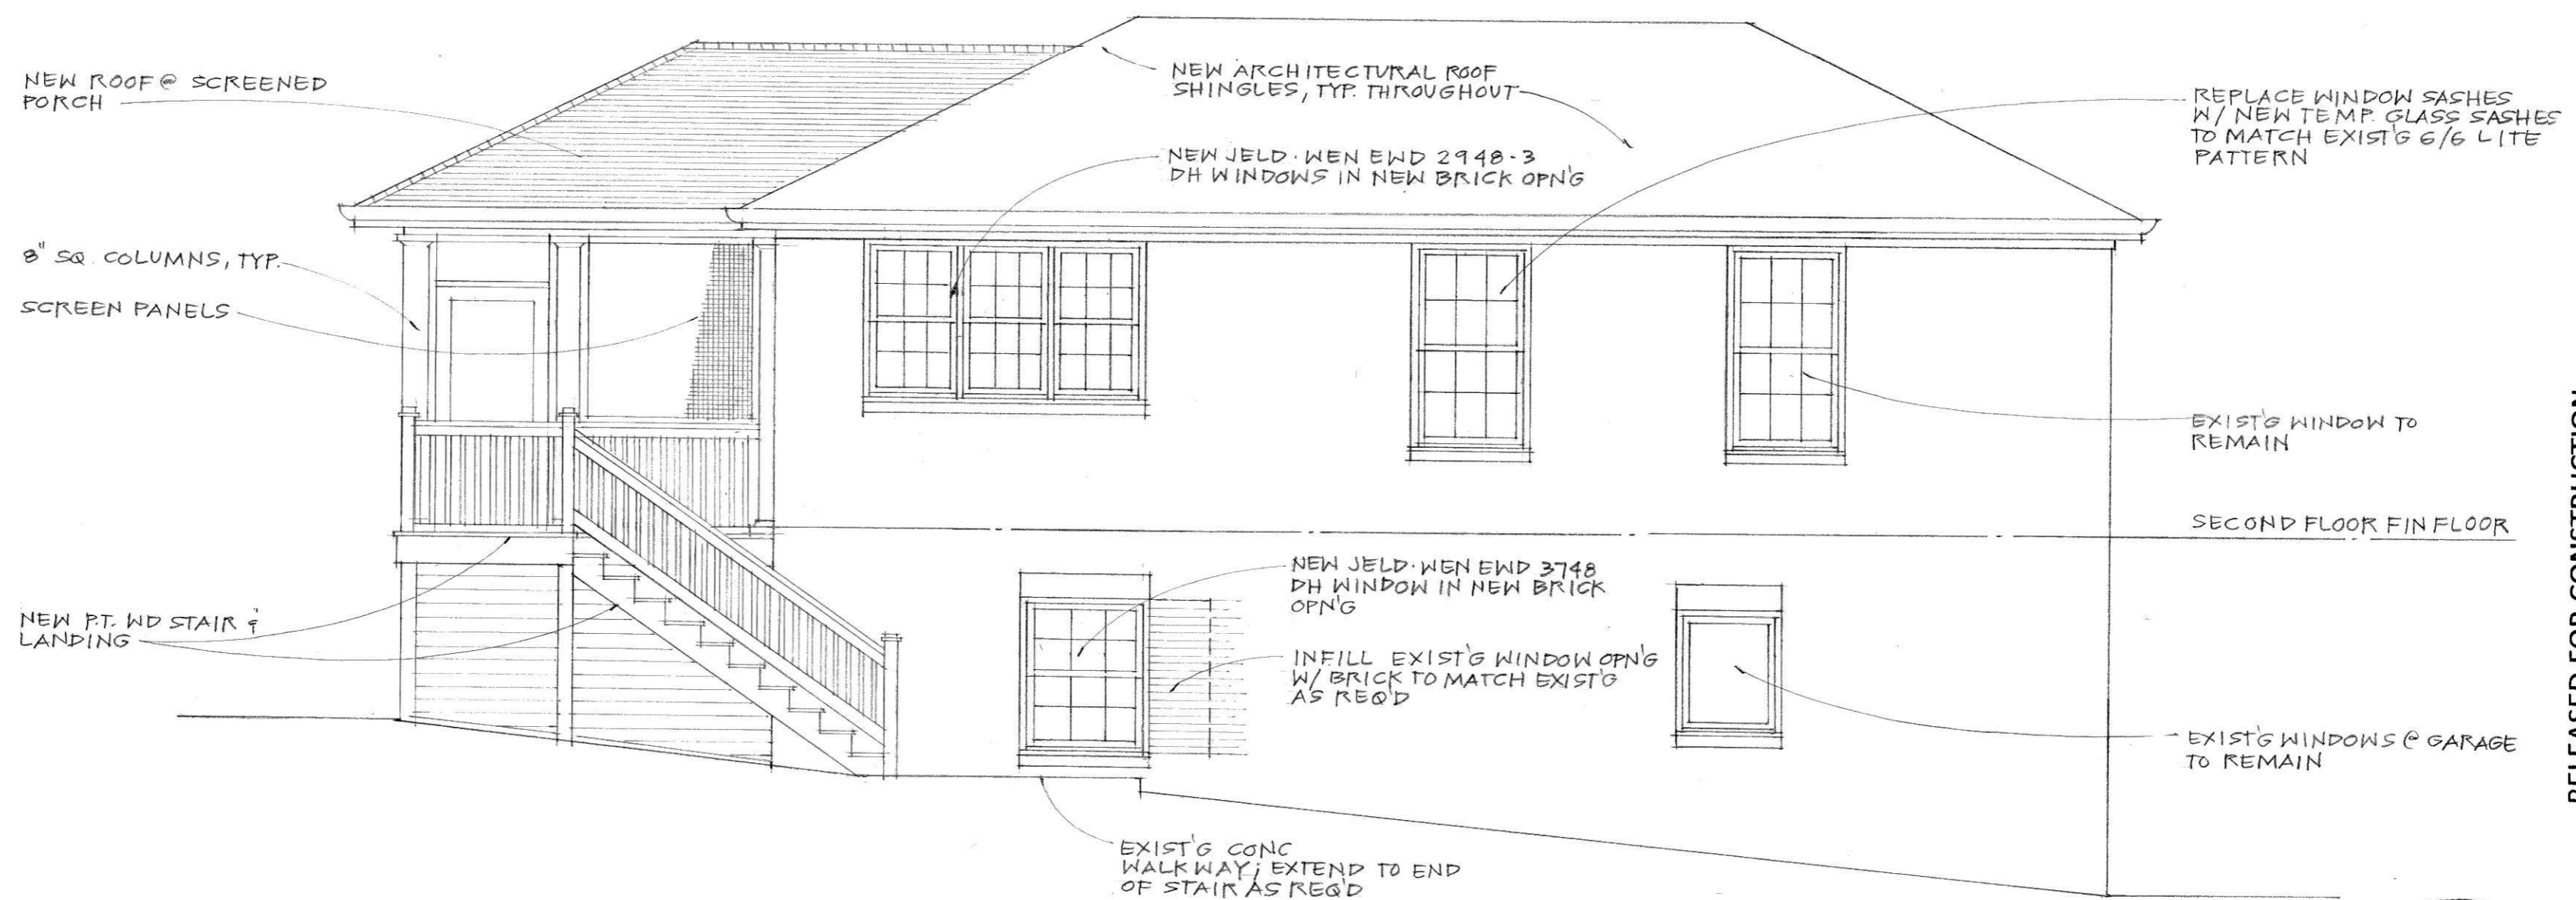 NEW ROOF @ SCREENED
PORCH
8" SQ. COLUMNS, TYP.
SCREEN PANELS
NEW P.T. WD STAIR &
LANDING
NEW ARCHITECTURAL ROOF
SHINGLES, TYP. THROUGHOUT
NEW JELD-WEN EWD 2948-3
DH WINDOWS IN NEW BRICK OPN'G
NEW JELD-WEN EWD 3748
DH WINDOW IN NEW BRICK
OPN'G
INFILL EXIST'G WINDOW OPN'G
W/ BRICK TO MATCH EXIST'G
AS REQ'D
EXIST'G CONC
WALKWAY; EXTEND TO END
OF STAIR AS REQ'D
REPLACE WINDOW SASHES
W/ NEW TEMP. GLASS SASHES
TO MATCH EXIST'G 6/6 LITE
PATTERN
EXIST'G WINDOW TO
REMAIN
SECOND FLOOR FIN FLOOR
EXIST'G WINDOWS @ GARAGE
TO REMAIN
RELEASED FOR CONSTRUCTION